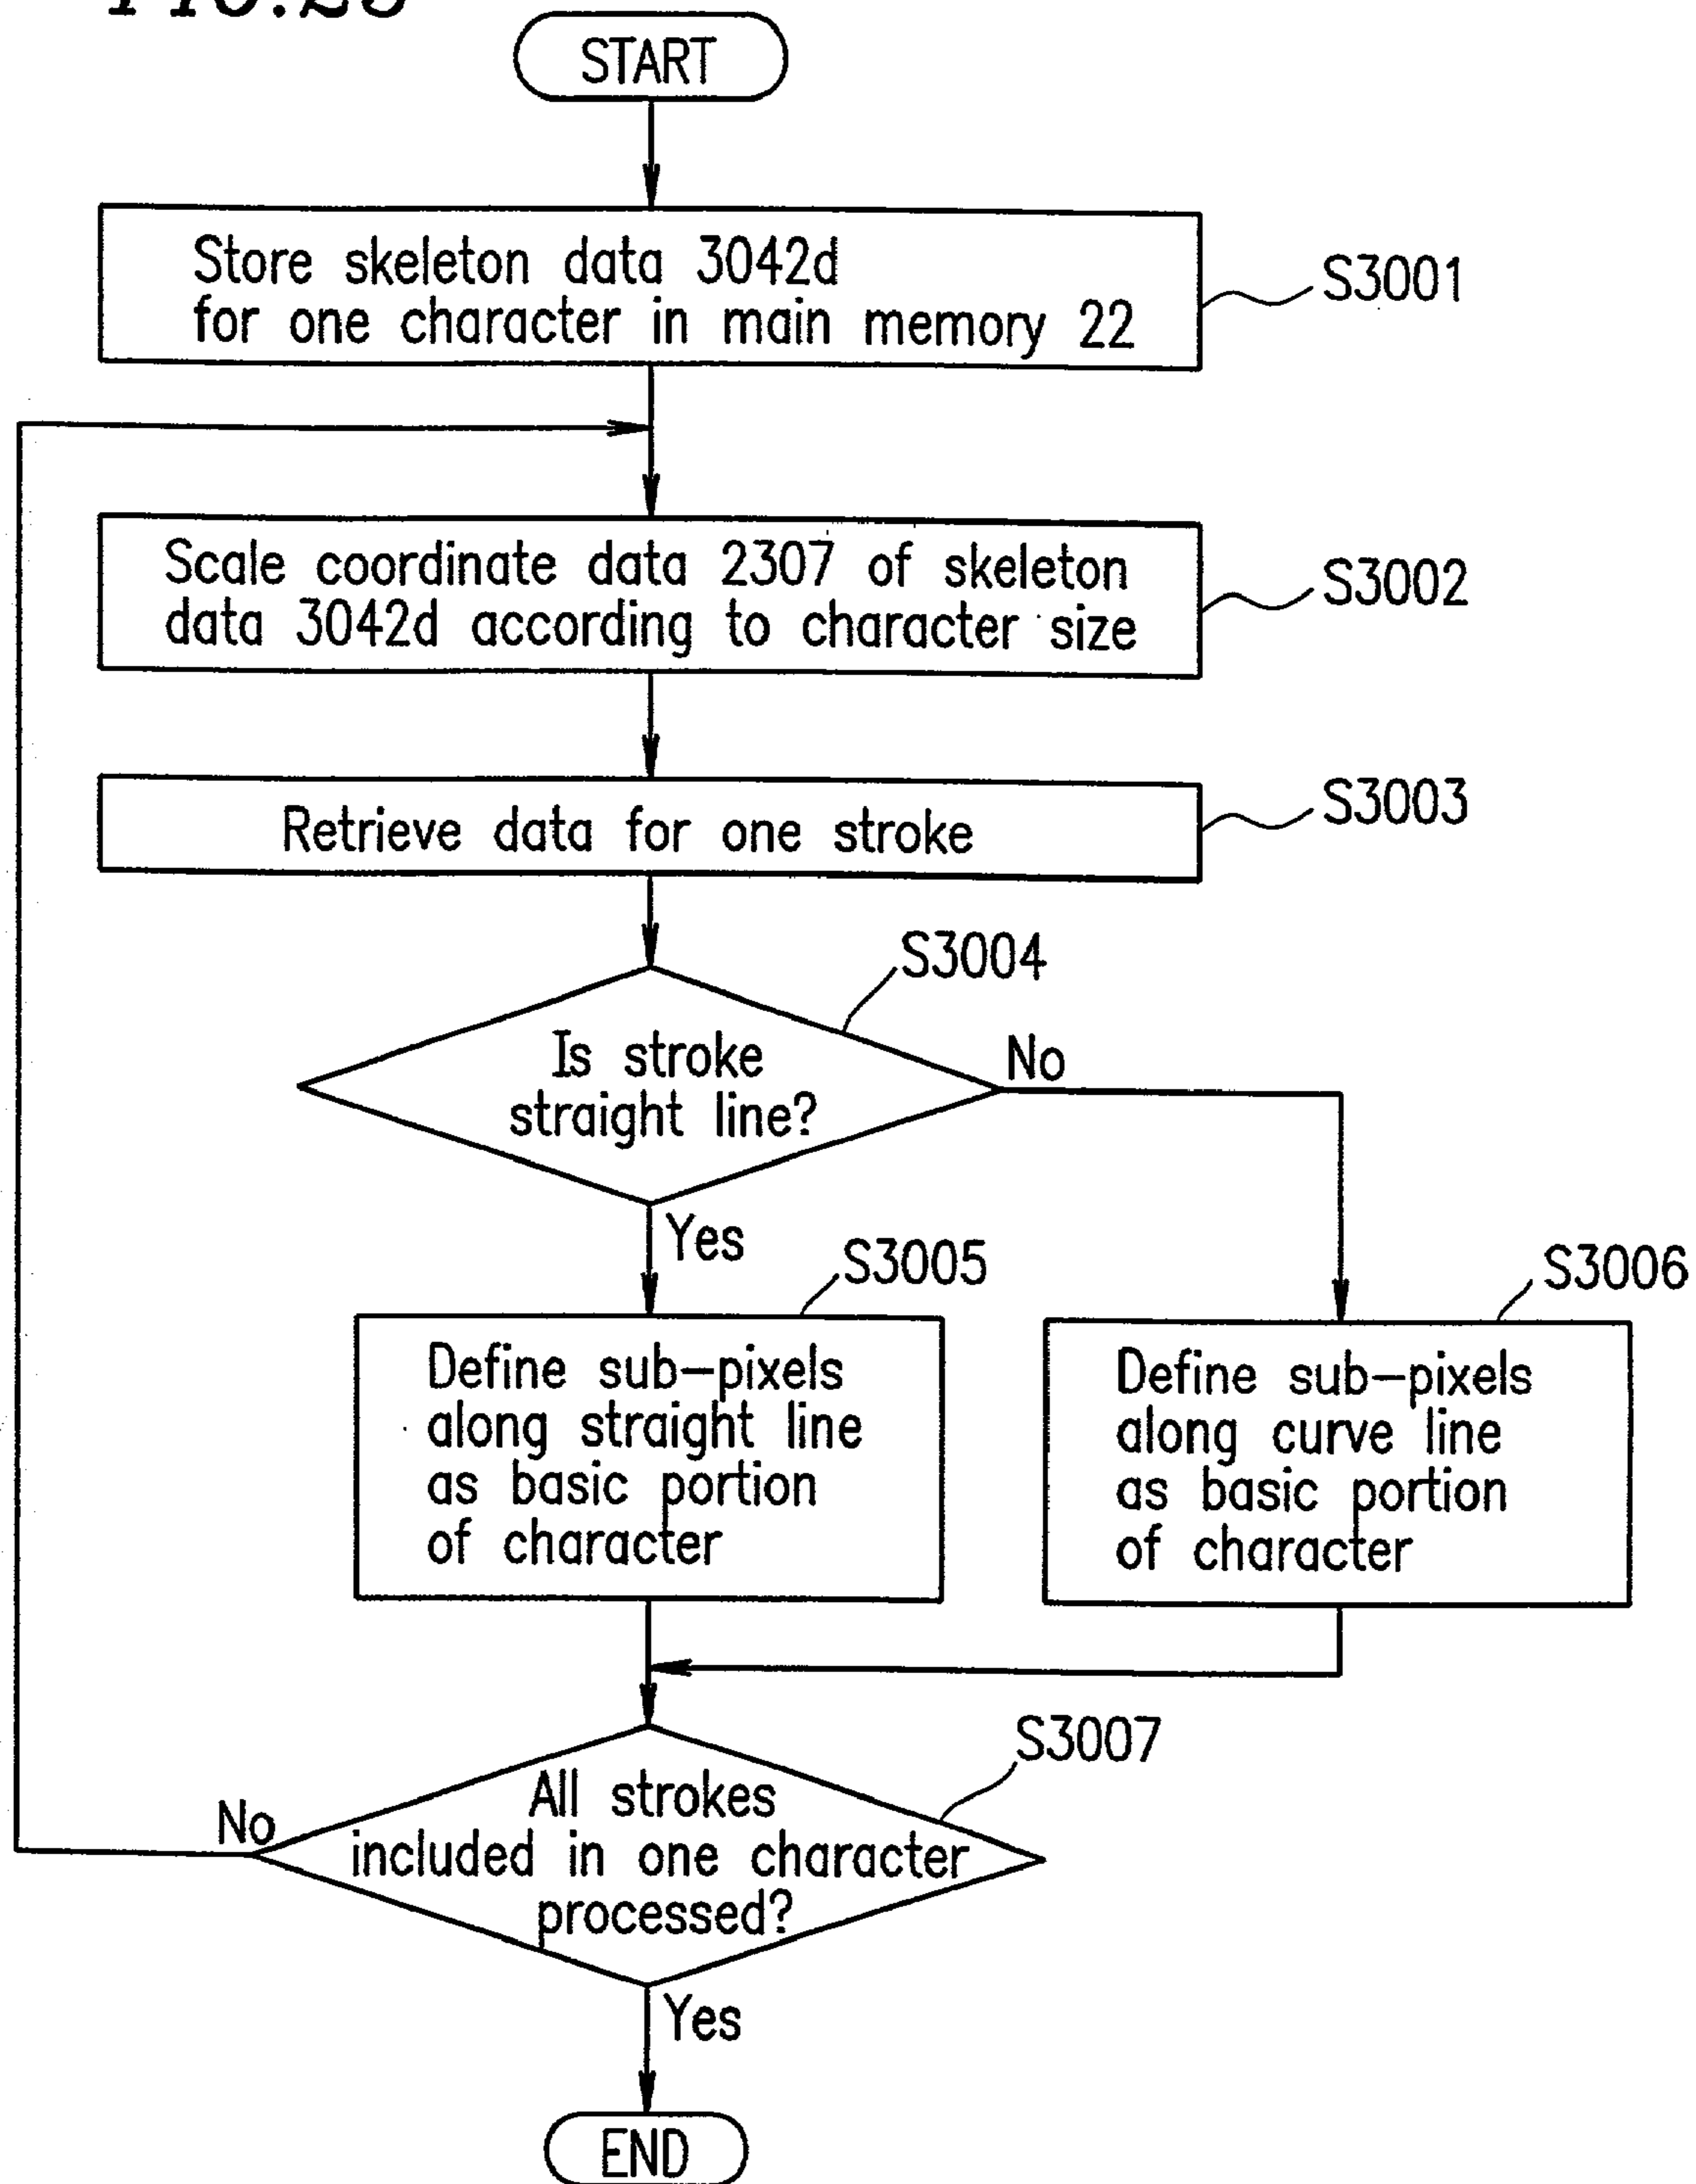 START
Store skeleton data 3042d
for one character in main memory 22
S3001
Scale coordinate data 2307 of skeleton
data 3042d according to character size
S3002
Retrieve data for one stroke
S3003
S3004
Is stroke
straight line?
No
Yes
S3005
S3006
Define sub-pixels
along straight line
as basic portion
of character
Define sub-pixels
along curve line
as basic portion
of character
S3007
All strokes
included in one character
processed?
No
Yes
END